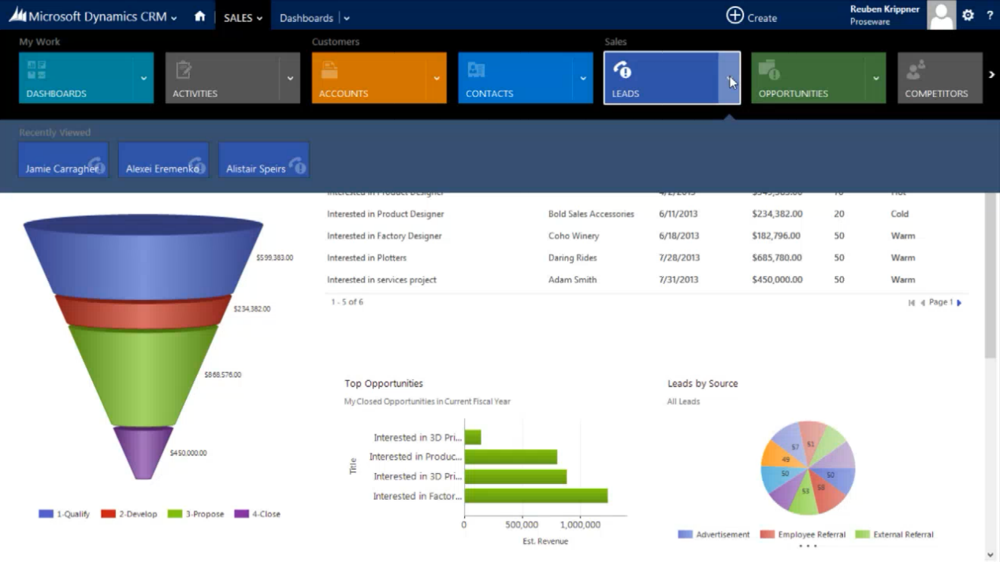 Microsoft Dynamics CRM SALES Dashboards Create Reuben Krippner ?
Proseware
My Work Customers Sales
DASHBOARDS ACTIVITIES ACCOUNTS CONTACTS LEADS OPPORTUNITIES COMPETITORS
Recently Viewed
Jamie Carragher Alexei Eremenko Alistair Speirs
Interested in Product Designer
Interested in Product Designer Bold Sales Accessories 6/11/2013 $234,382.00 20 Cold
Interested in Factory Designer Coho Winery 6/18/2013 $182,796.00 50 Warm
Interested in Plotters Daring Rides 7/28/2013 $685,780.00 50 Warm
Interested in services project Adam Smith 7/31/2013 $450,000.00 50 Warm
1 - 5 of 6 Page 1
$599,383.00
$234,382.00
$868,576.00
$450,000.00
1-Qualify 2-Develop 3-Propose 4-Close
Top Opportunities
My Closed Opportunities in Current Fiscal Year
Title
Interested in 3D Pri...
Interested in Produc...
Interested in 3D Pri...
Interested in Factor...
0 500,000 1,000,000
Est. Revenue
Leads by Source
All Leads
57 51
49
50 50
53 58
Advertisement Employee Referral External Referral
• • •